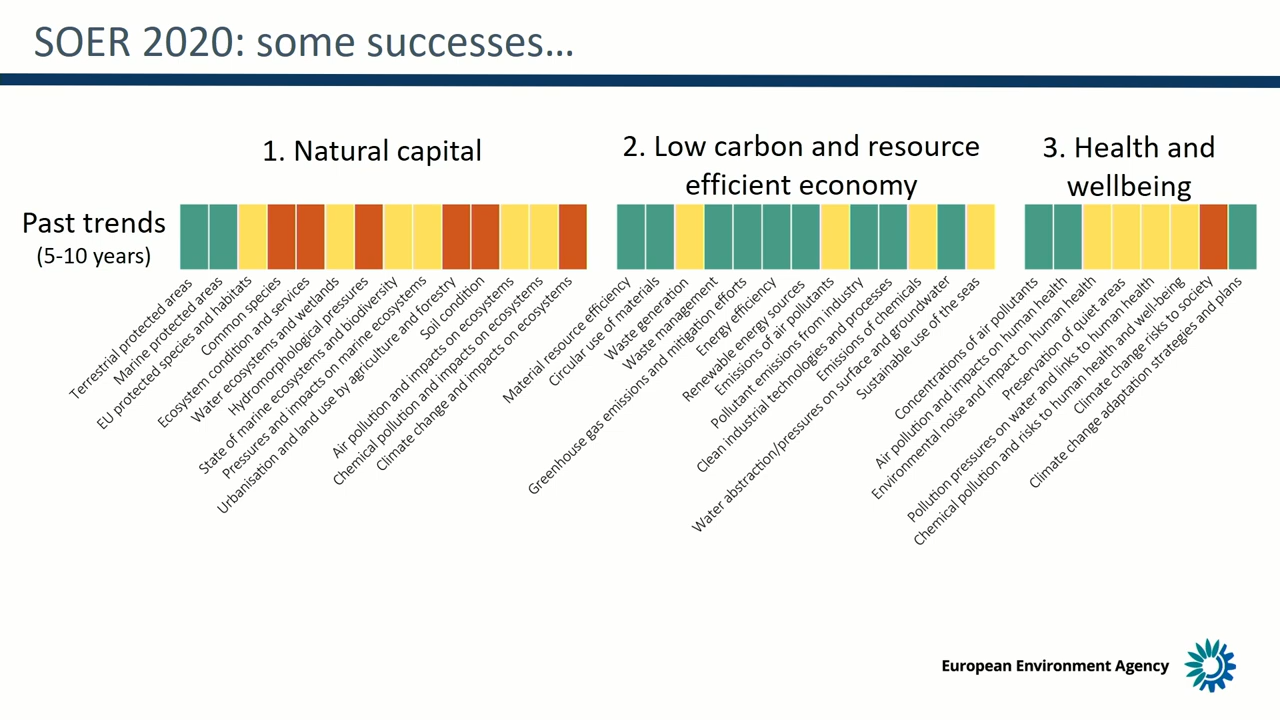 SOER 2020: some successes…
1. Natural capital
2. Low carbon and resource
efficient economy
3. Health and
wellbeing
Past trends
(5-10 years)
Terrestrial protected areas
Marine protected areas
EU protected species and habitats
Common species
Ecosystem condition and services
Water ecosystems and wetlands
Hydromorphological pressures
State of marine ecosystems and biodiversity
Pressures and impacts on marine ecosystems
Urbanisation and land use by agriculture and forestry
Soil condition
Air pollution and impacts on ecosystems
Chemical pollution and impacts on ecosystems
Climate change and impacts on ecosystems
Material resource efficiency
Circular use of materials
Waste generation
Waste management
Greenhouse gas emissions and mitigation efforts
Energy efficiency
Renewable energy sources
Emissions of air pollutants
Pollutant emissions from industry
Clean industrial technologies and processes
Emissions of chemicals
Water abstraction/pressures on surface and groundwater
Sustainable use of the seas
Concentrations of air pollutants
Air pollution and impacts on human health
Environmental noise and impact on human health
Preservation of quiet areas
Pollution pressures on water and links to human health
Chemical pollution and risks to human health and well-being
Climate change risks to society
Climate change adaptation strategies and plans
European Environment Agency